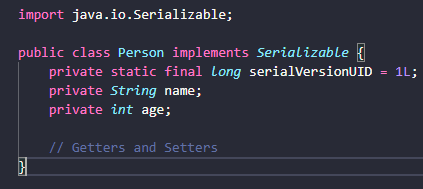 import java.io.Serializable;
public class Person implements Serializable {
private static final long serialVersionUID = 1L;
private String name;
private int age;
// Getters and Setters
}